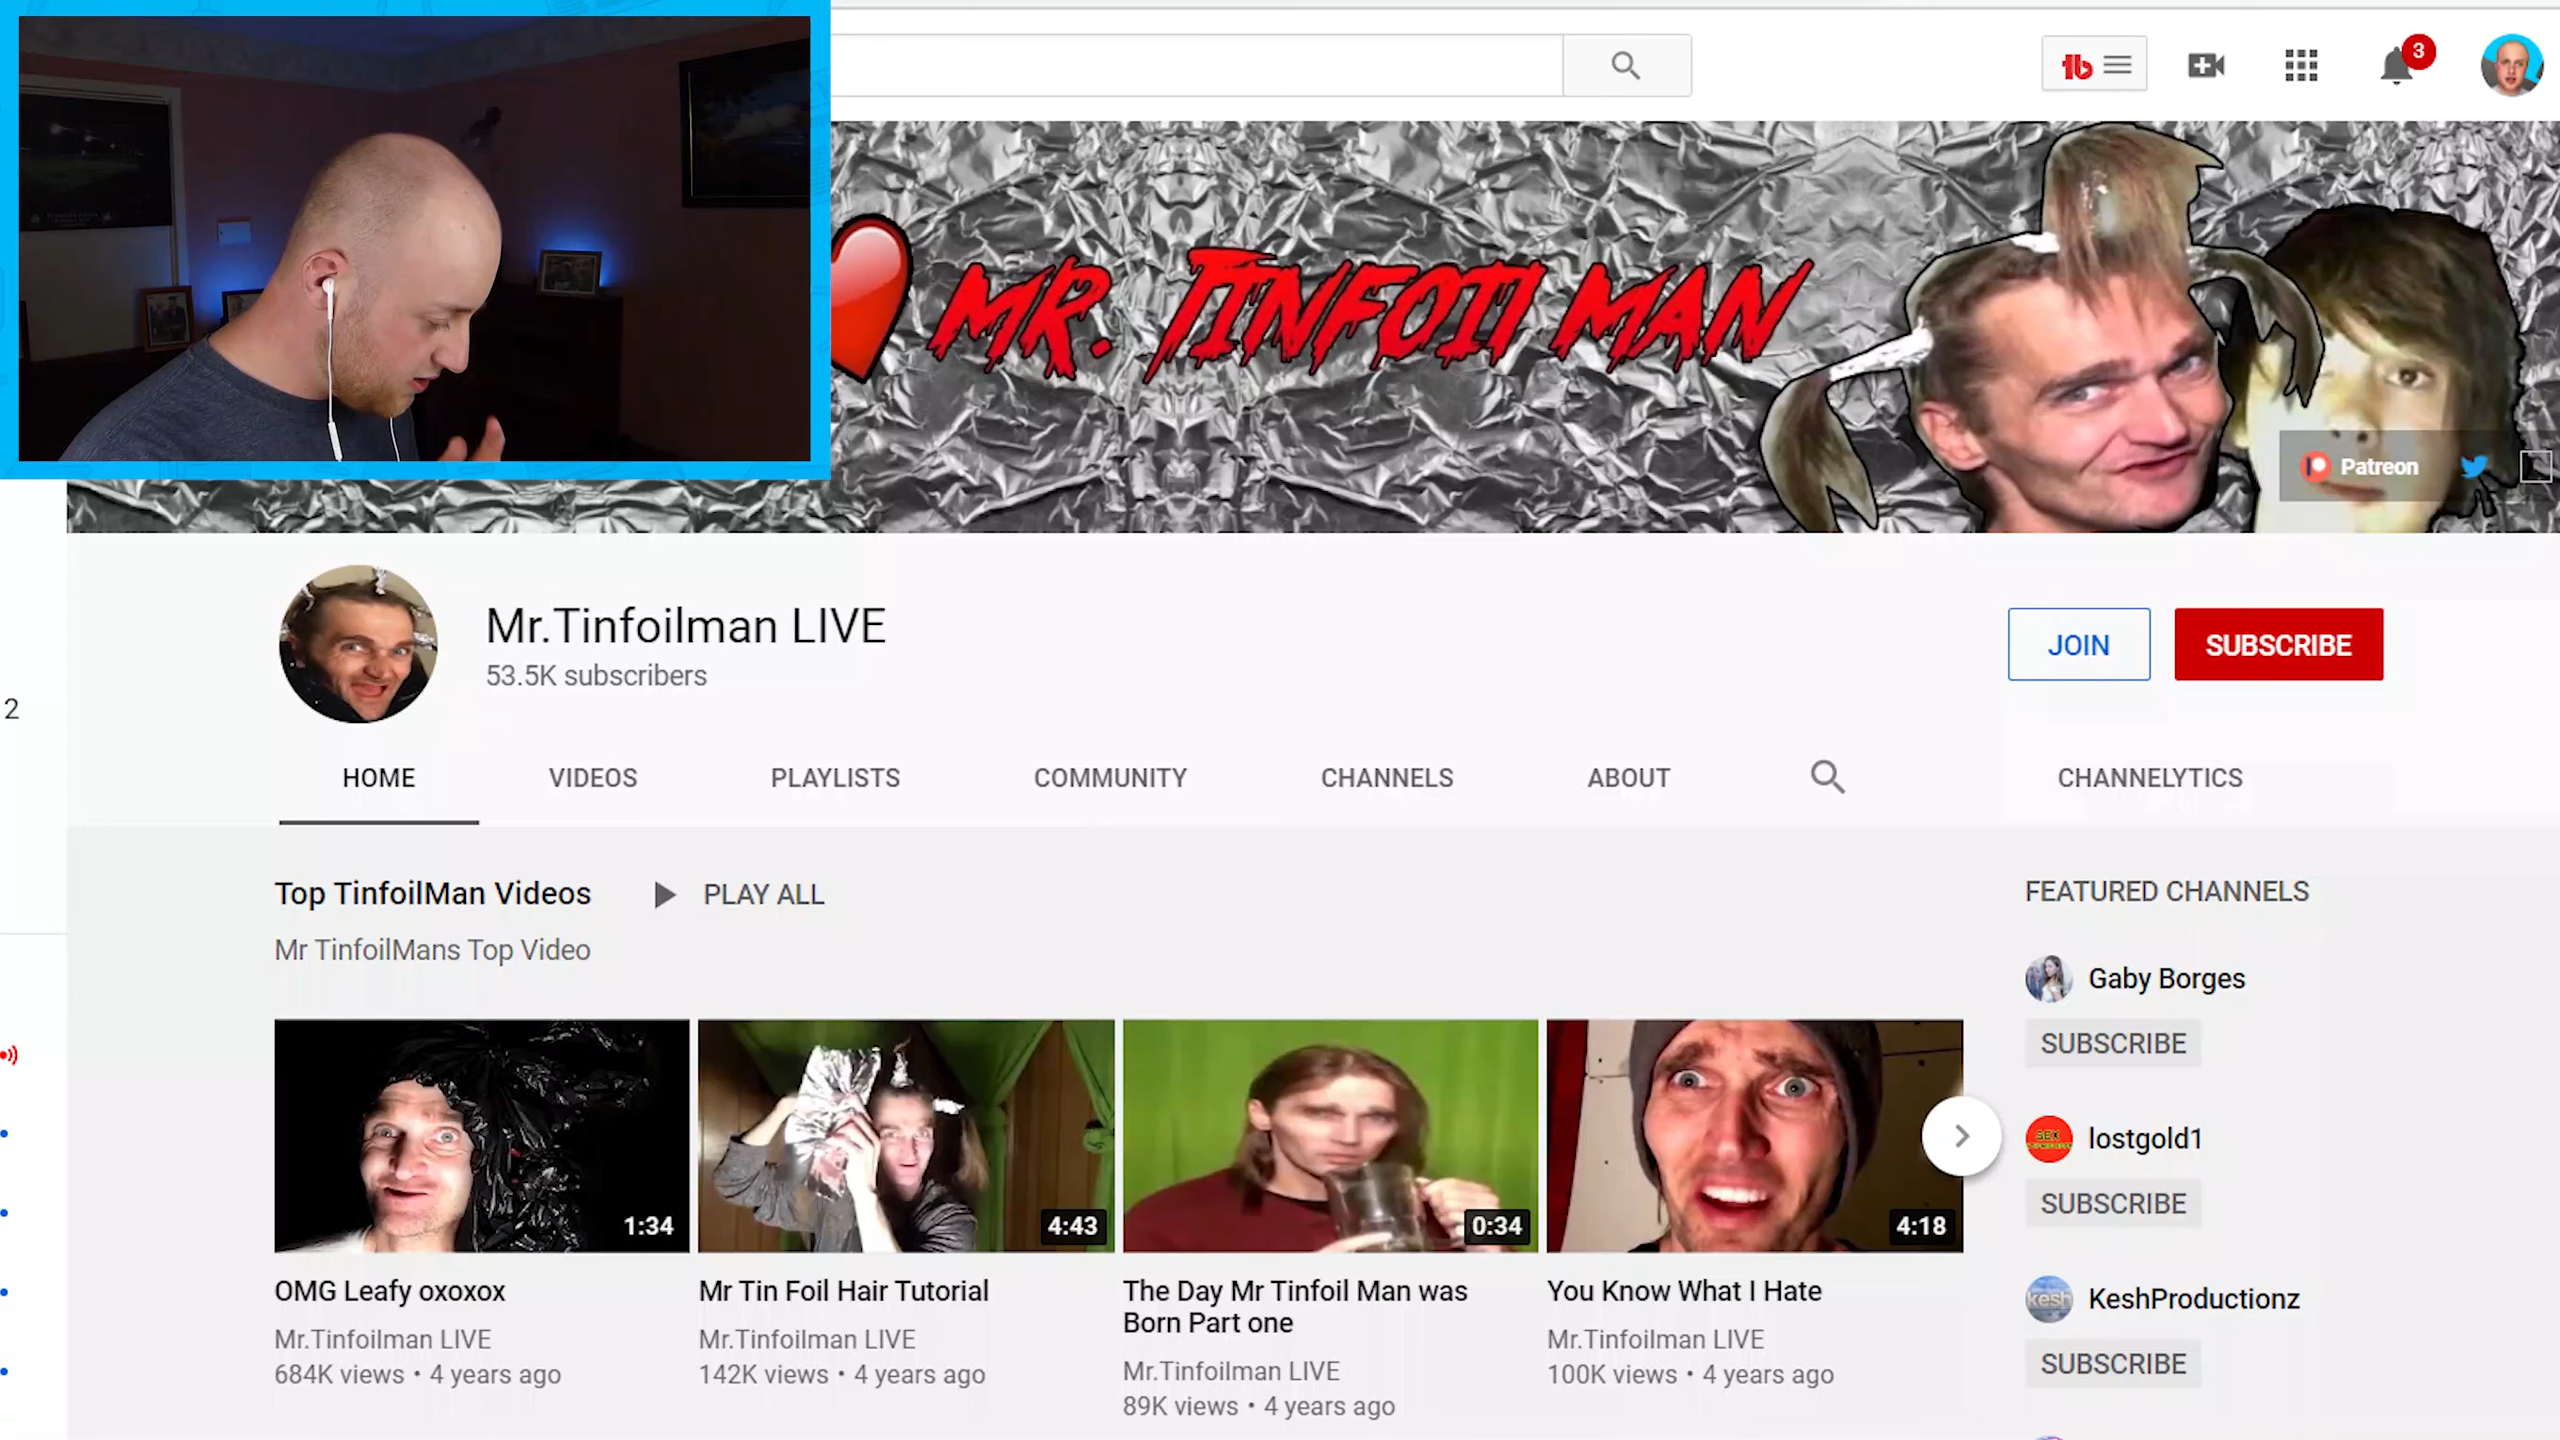 tb
3
MR. TINFOIl MAN
Patreon
Mr.Tinfoilman LIVE
53.5K subscribers
JOIN
SUBSCRIBE
2
HOME
VIDEOS
PLAYLISTS
COMMUNITY
CHANNELS
ABOUT
CHANNELYTICS
Top TinfoilMan Videos
PLAY ALL
Mr TinfoilMans Top Video
1:34
4:43
0:34
4:18
OMG Leafy oxoxox
Mr.Tinfoilman LIVE
684K views • 4 years ago
Mr Tin Foil Hair Tutorial
Mr.Tinfoilman LIVE
142K views • 4 years ago
The Day Mr Tinfoil Man was
Born Part one
Mr.Tinfoilman LIVE
89K views • 4 years ago
You Know What I Hate
Mr.Tinfoilman LIVE
100K views • 4 years ago
FEATURED CHANNELS
Gaby Borges
SUBSCRIBE
SEX
lostgold1
SUBSCRIBE
kesh
KeshProductionz
SUBSCRIBE